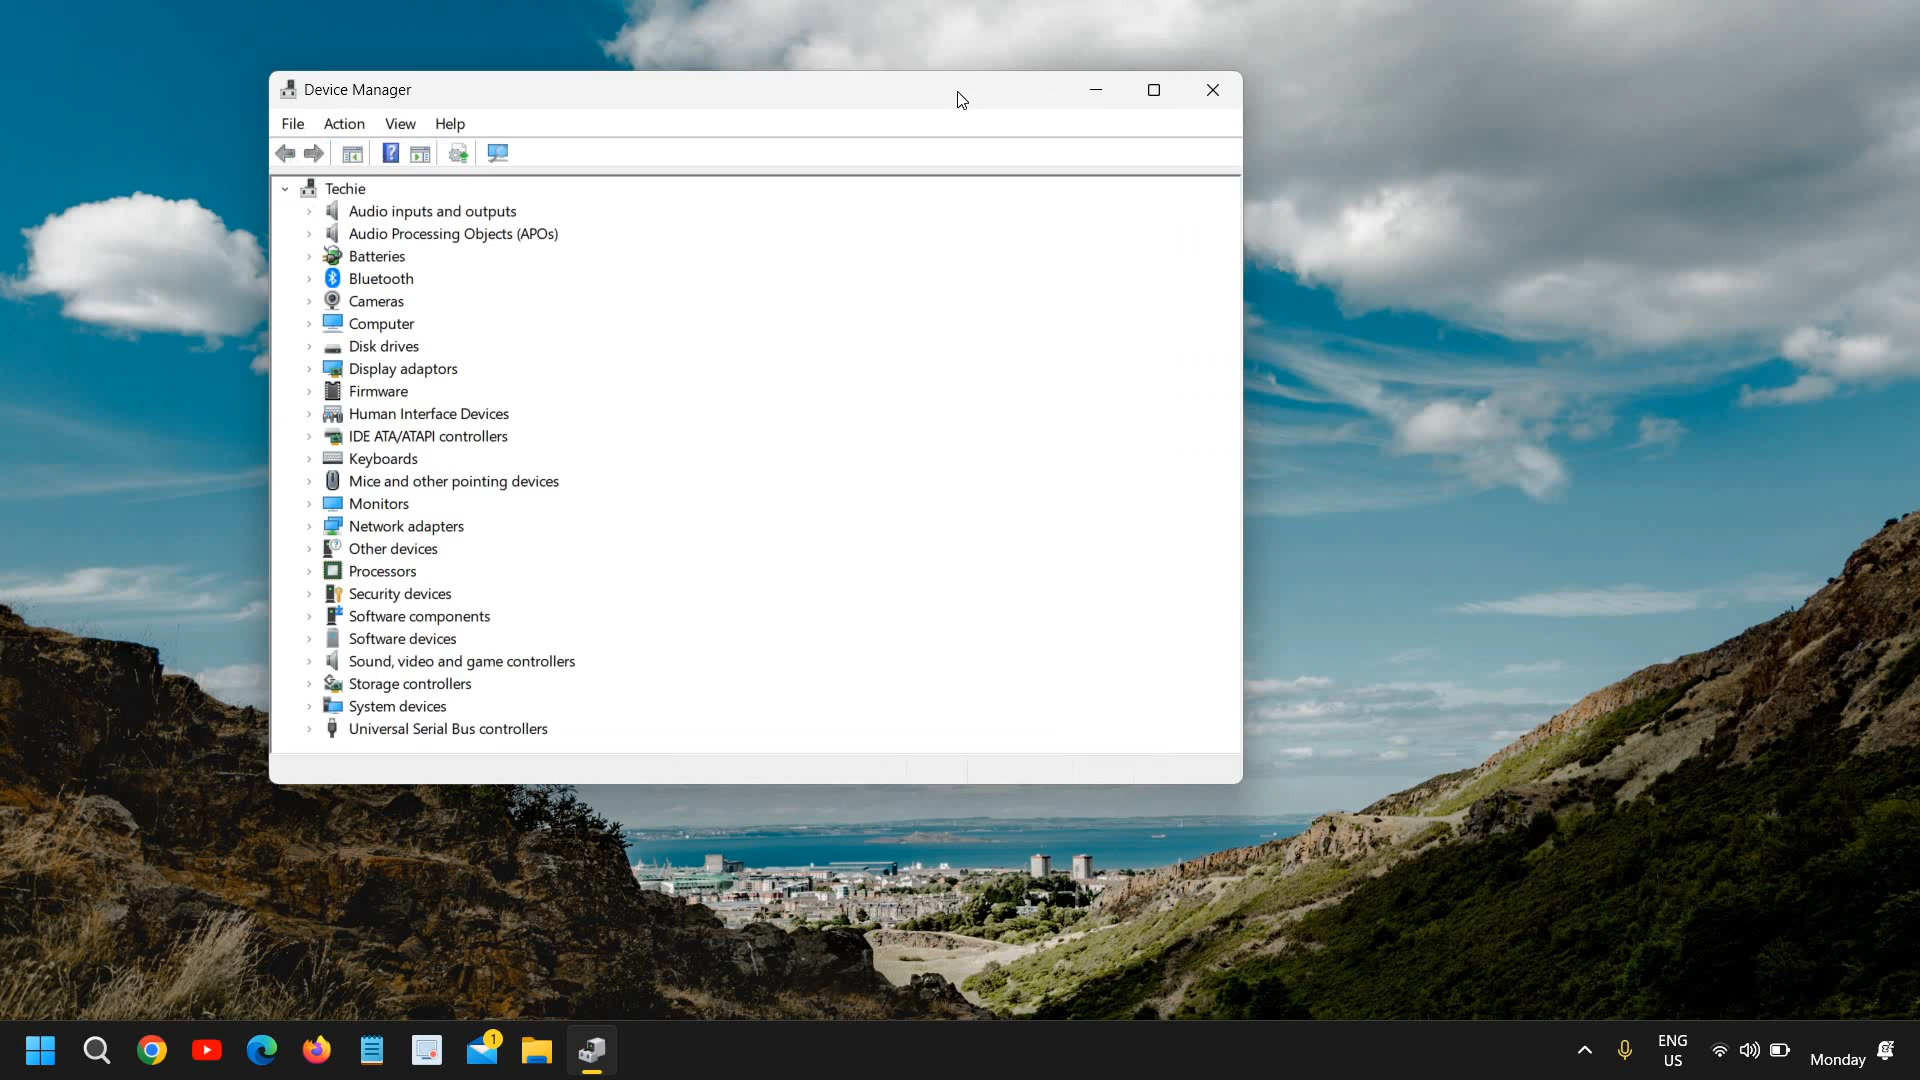 Device Manager
File Action View Help
Techie
Audio inputs and outputs
Audio Processing Objects (APOs)
Batteries
Bluetooth
Cameras
Computer
Disk drives
Display adaptors
Firmware
Human Interface Devices
IDE ATA/ATAPI controllers
Keyboards
Mice and other pointing devices
Monitors
Network adapters
Other devices
Processors
Security devices
Software components
Software devices
Sound, video and game controllers
Storage controllers
System devices
Universal Serial Bus controllers
1
ENG
US
Monday